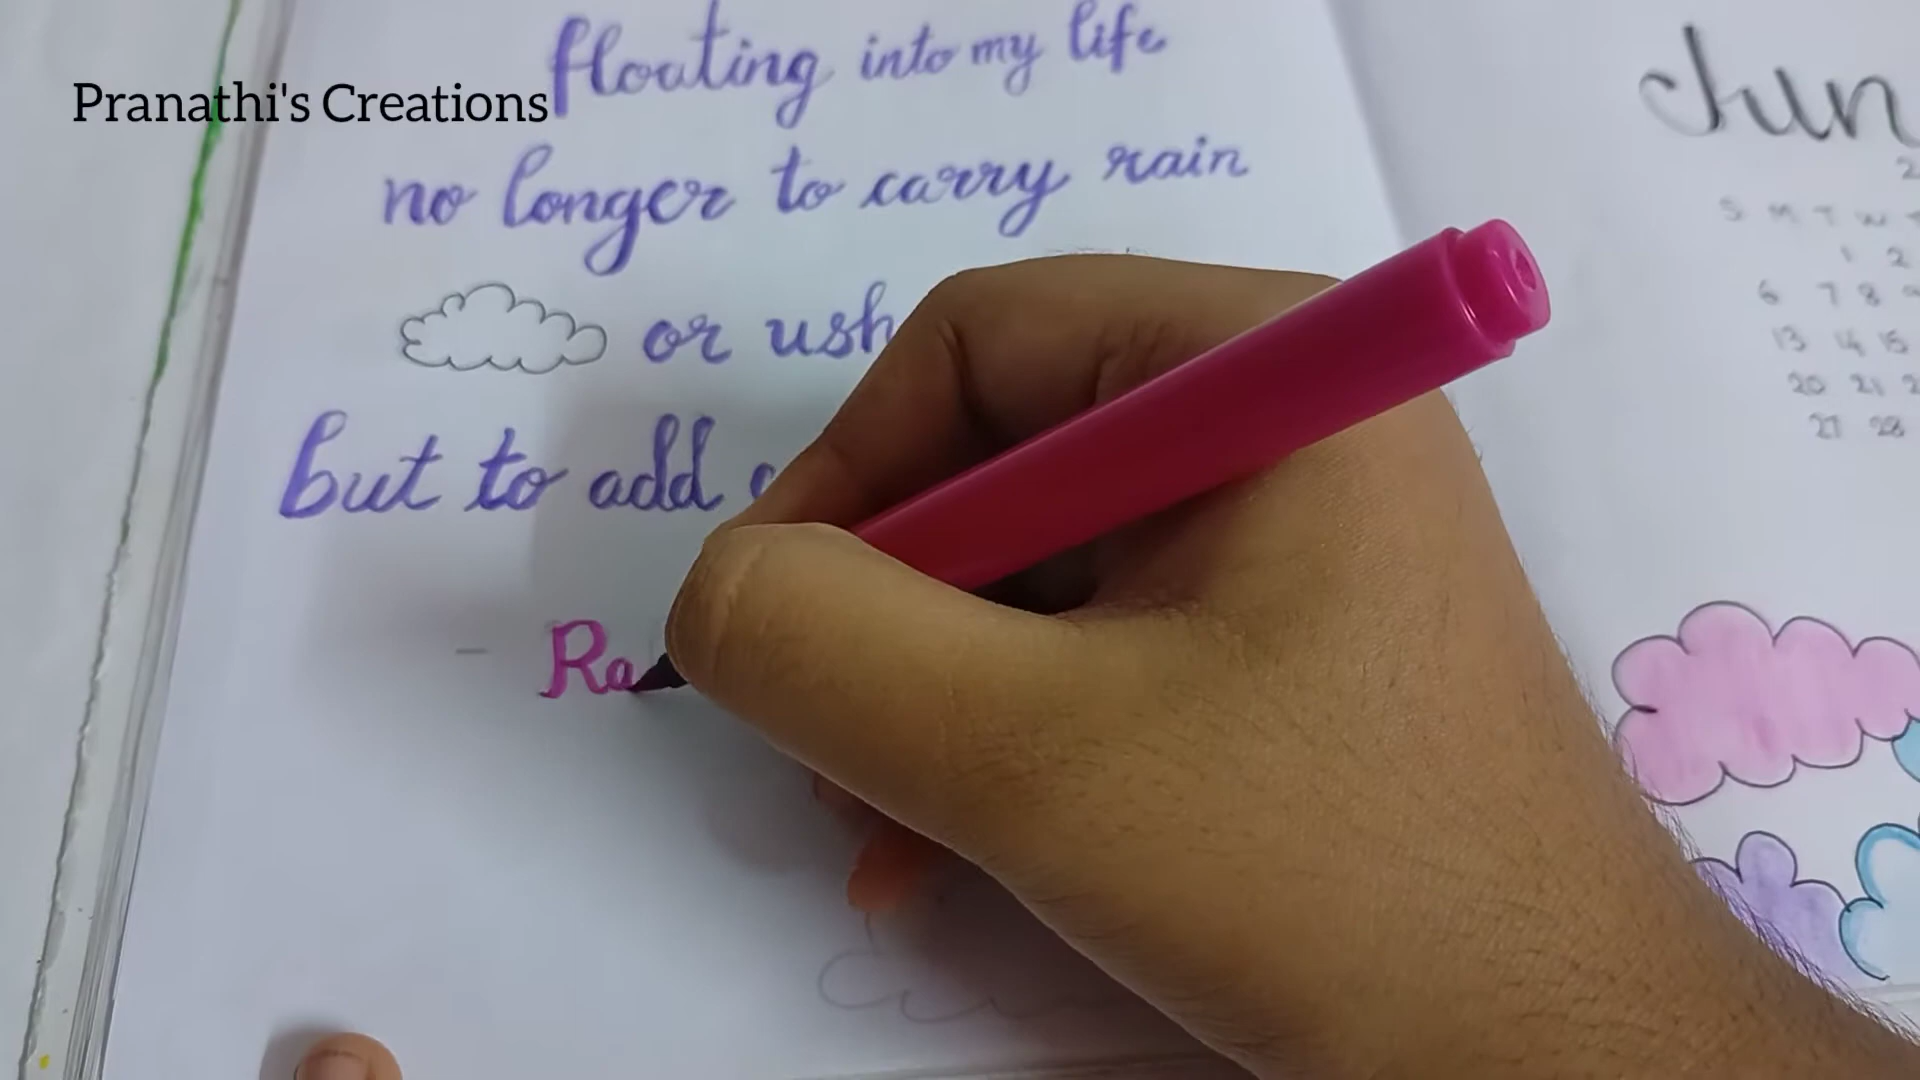 Pranathi's Creations
floating into my life
no longer to carry rain
or ush
but to add
- Ra
Jun
S M T W
1 2
6 7 8
13 14 15
20 21 2
27 28